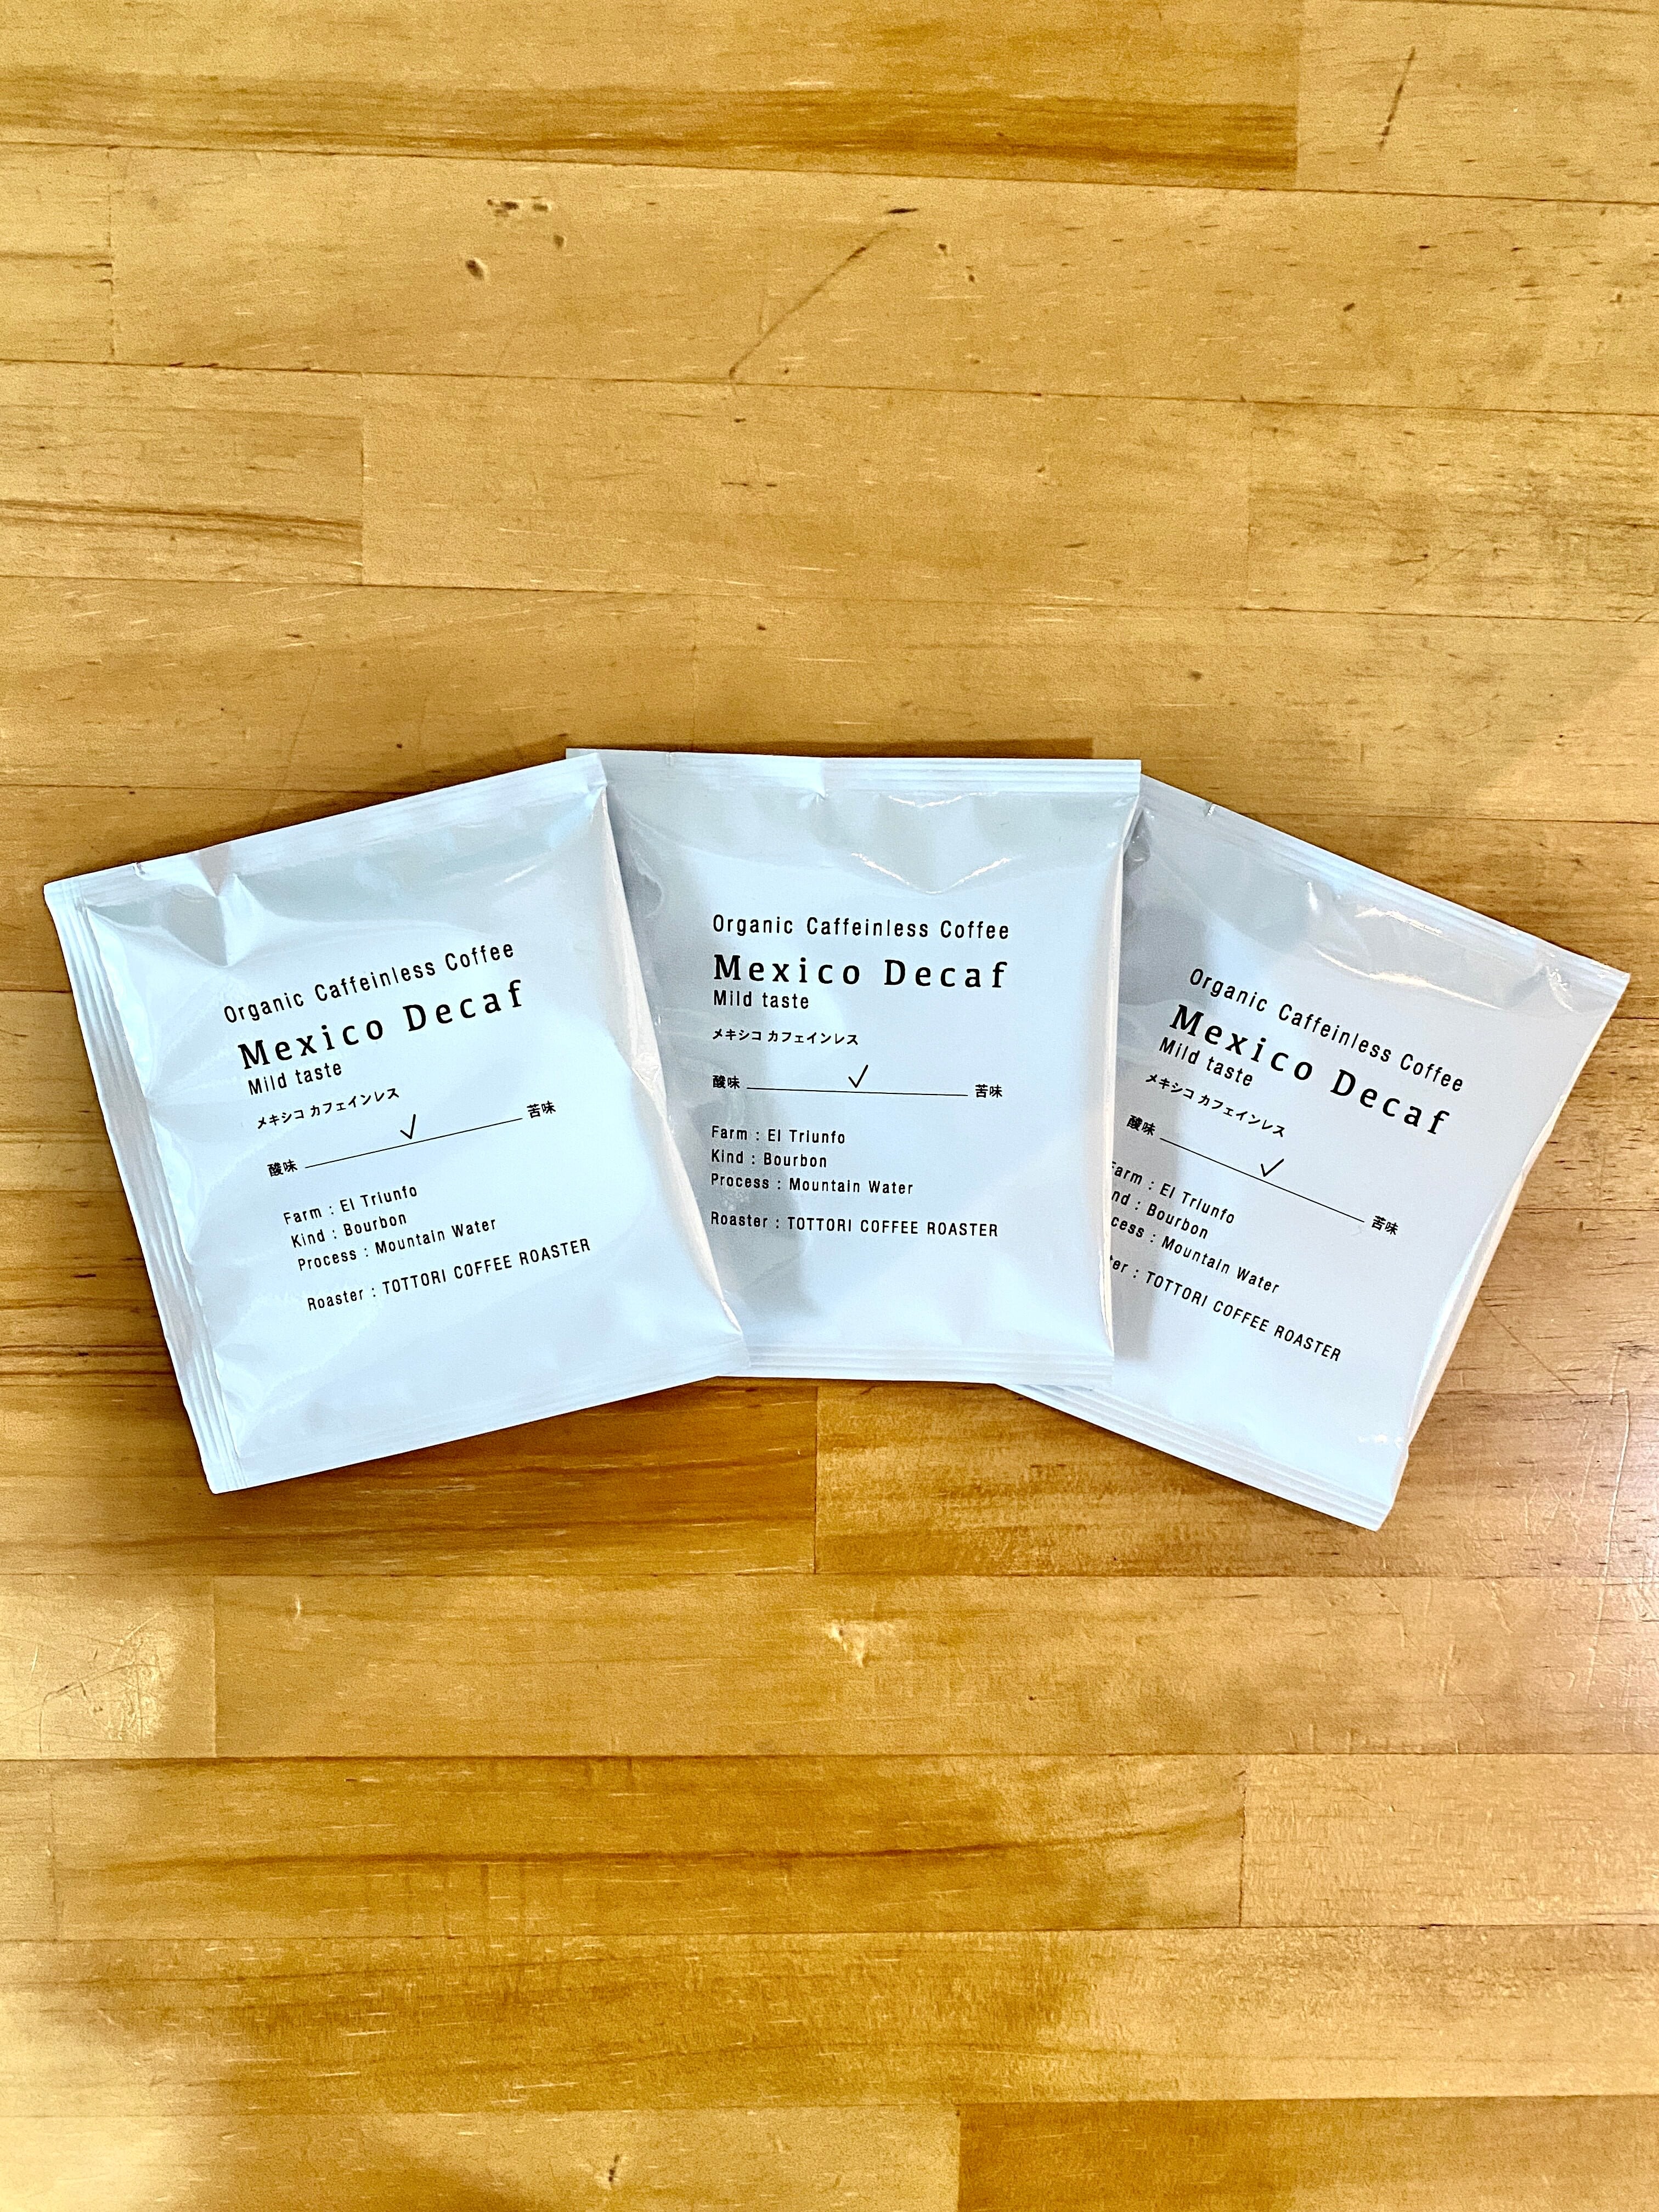 Organic Caffeinless Coffee
Mexico Decaf
Mild taste
メキシコ カフェインレス
酸味 苦味
Farm : El Triunfo
Kind : Bourbon
Process : Mountain Water
Roaster : TOTTORI COFFEE ROASTER
Organic Caffeinless Coffee
Mexico Decaf
Mild taste
メキシコ カフェインレス
酸味 苦味
Farm : El Triunfo
Kind : Bourbon
Process : Mountain Water
Roaster : TOTTORI COFFEE ROASTER
Organic Caffeinless Coffee
Mexico Decaf
Mild taste
メキシコ カフェインレス
酸味 苦味
arm : El Triunfo
nd : Bourbon
cess : Mountain Water
ter : TOTTORI COFFEE ROASTER